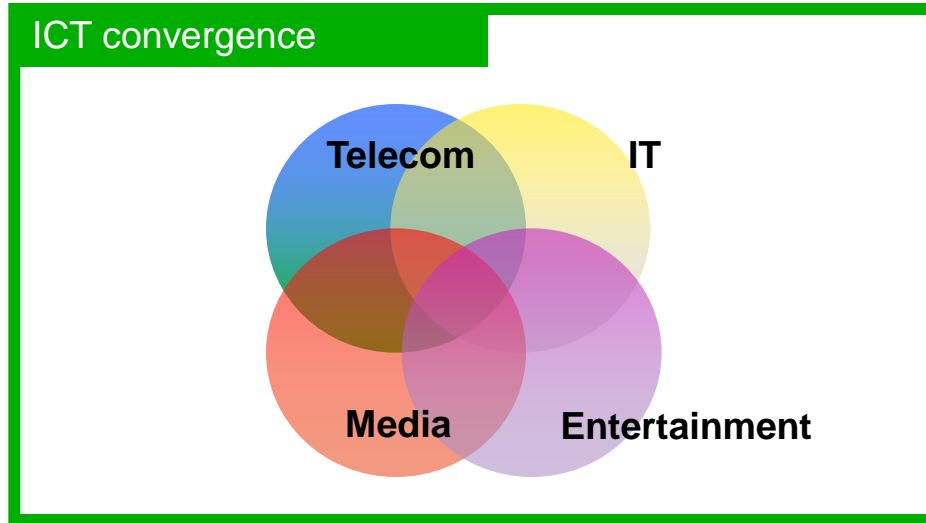 ICT convergence
Telecom
IT
Media
Entertainment